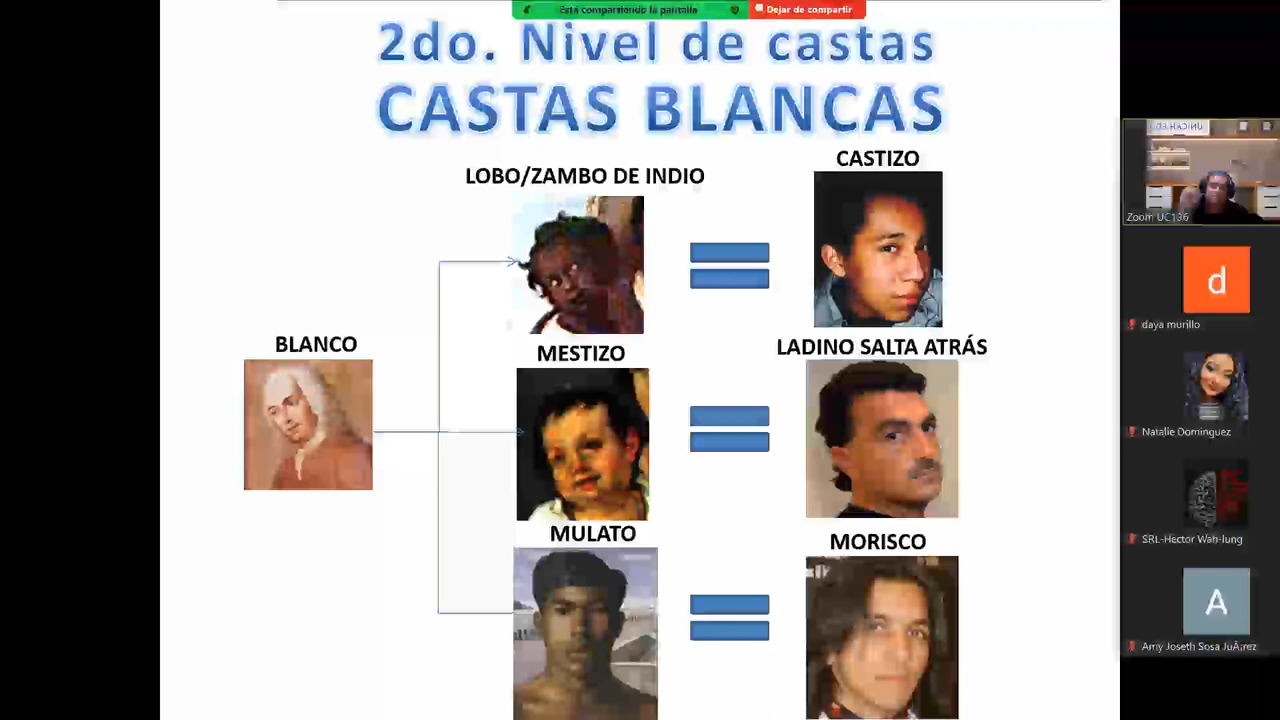 Está compartiendo la pantalla
Dejar de compartir
2do. Nivel de castas
CASTAS BLANCAS
LOBO/ZAMBO DE INDIO
CASTIZO
BLANCO
MESTIZO
LADINO SALTA ATRÁS
MULATO
MORISCO
Zoom UC136
d
daya murillo
Natalie Dominguez
SRL-Hector Wah-lung
A
Amy Joseth Sosa JuÃrez